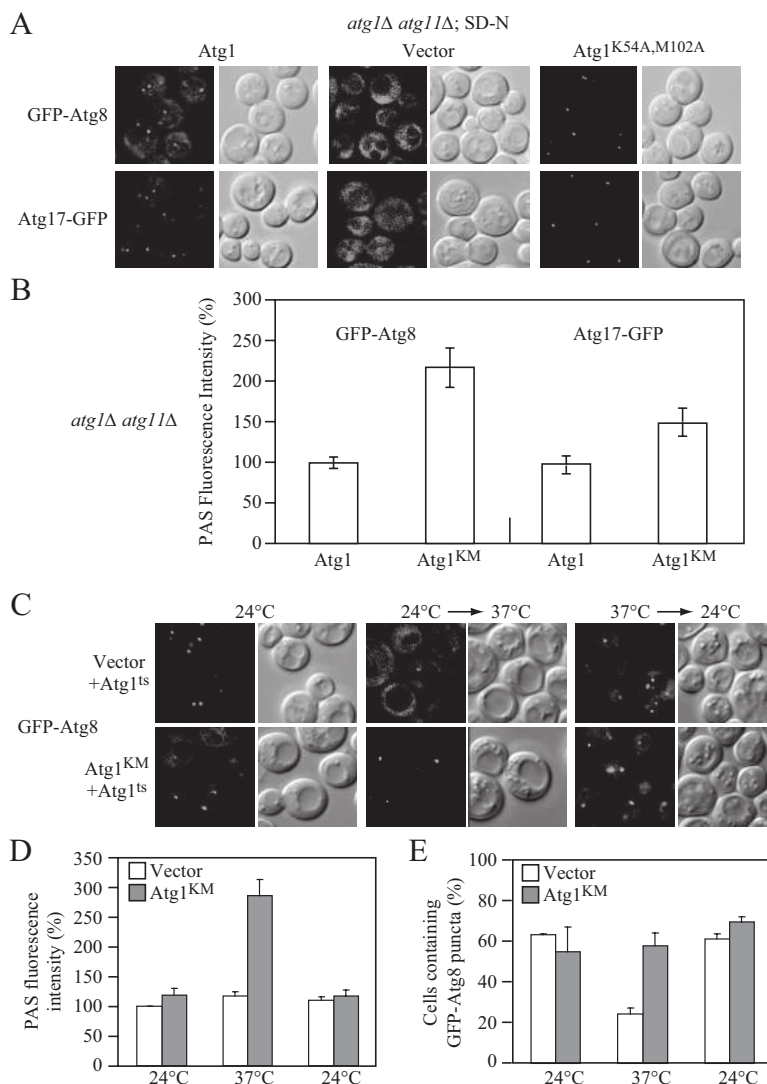 A
atg1Δ atg11Δ; SD-N
Atg1 Vector Atg1K54A,M102A
GFP-Atg8
Atg17-GFP
B
PAS Fluorescence Intensity (%)
300
250
200
150
100
50
0
GFP-Atg8 Atg17-GFP
atg1Δ atg11Δ
Atg1 Atg1KM Atg1 Atg1KM
C
24°C 24°C → 37°C 37°C → 24°C
Vector
+Atg1ts
GFP-Atg8
Atg1KM
+Atg1ts
D
PAS fluorescence
intensity (%)
350
300
250
200
150
100
50
0
Vector
Atg1KM
24°C 37°C 24°C
E
Cells containing
GFP-Atg8 puncta (%)
100
80
60
40
20
0
Vector
Atg1KM
24°C 37°C 24°C